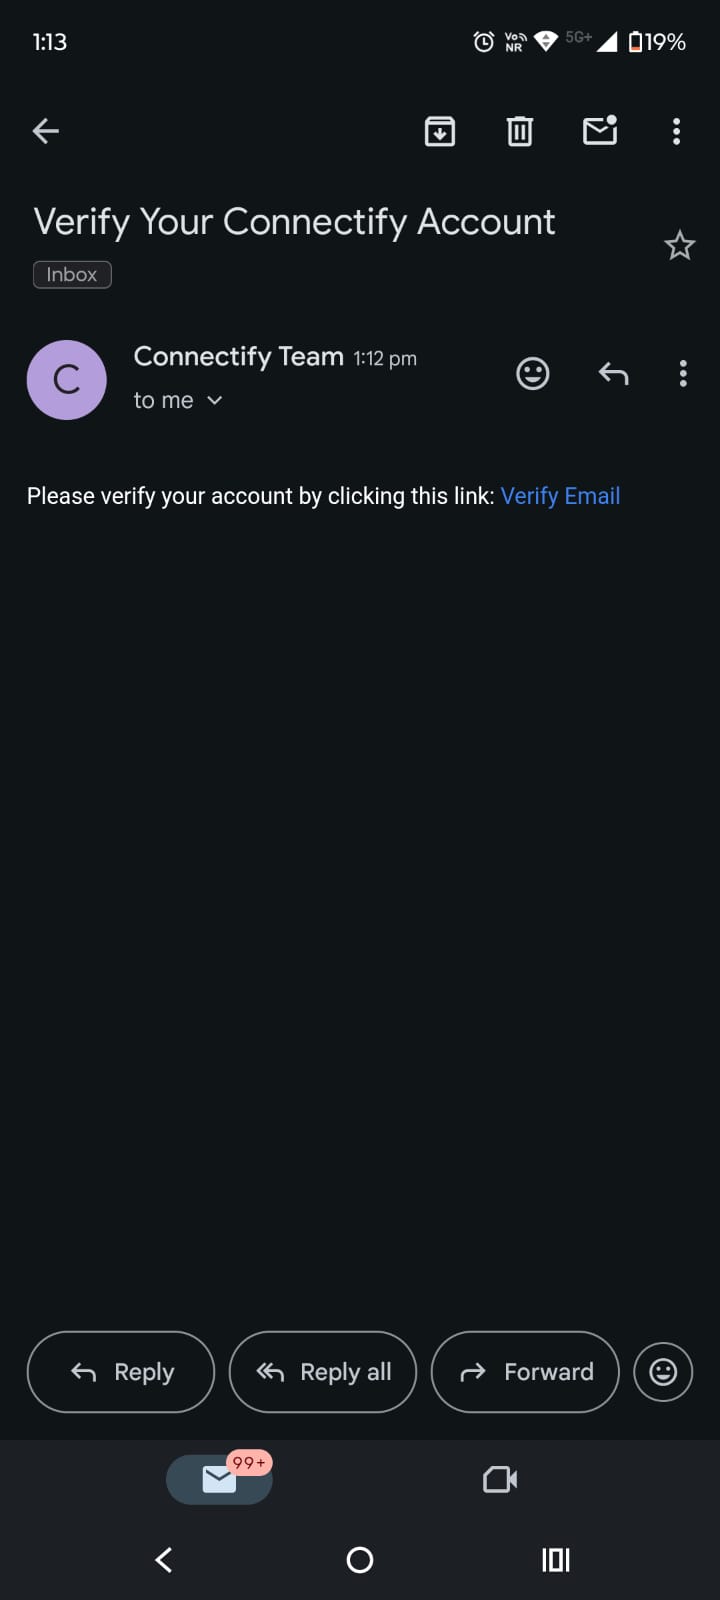 1:13
Vo NR 5G+ 19%
Verify Your Connectify Account
Inbox
C
Connectify Team 1:12 pm
to me
Please verify your account by clicking this link: Verify Email
Reply Reply all Forward
99+